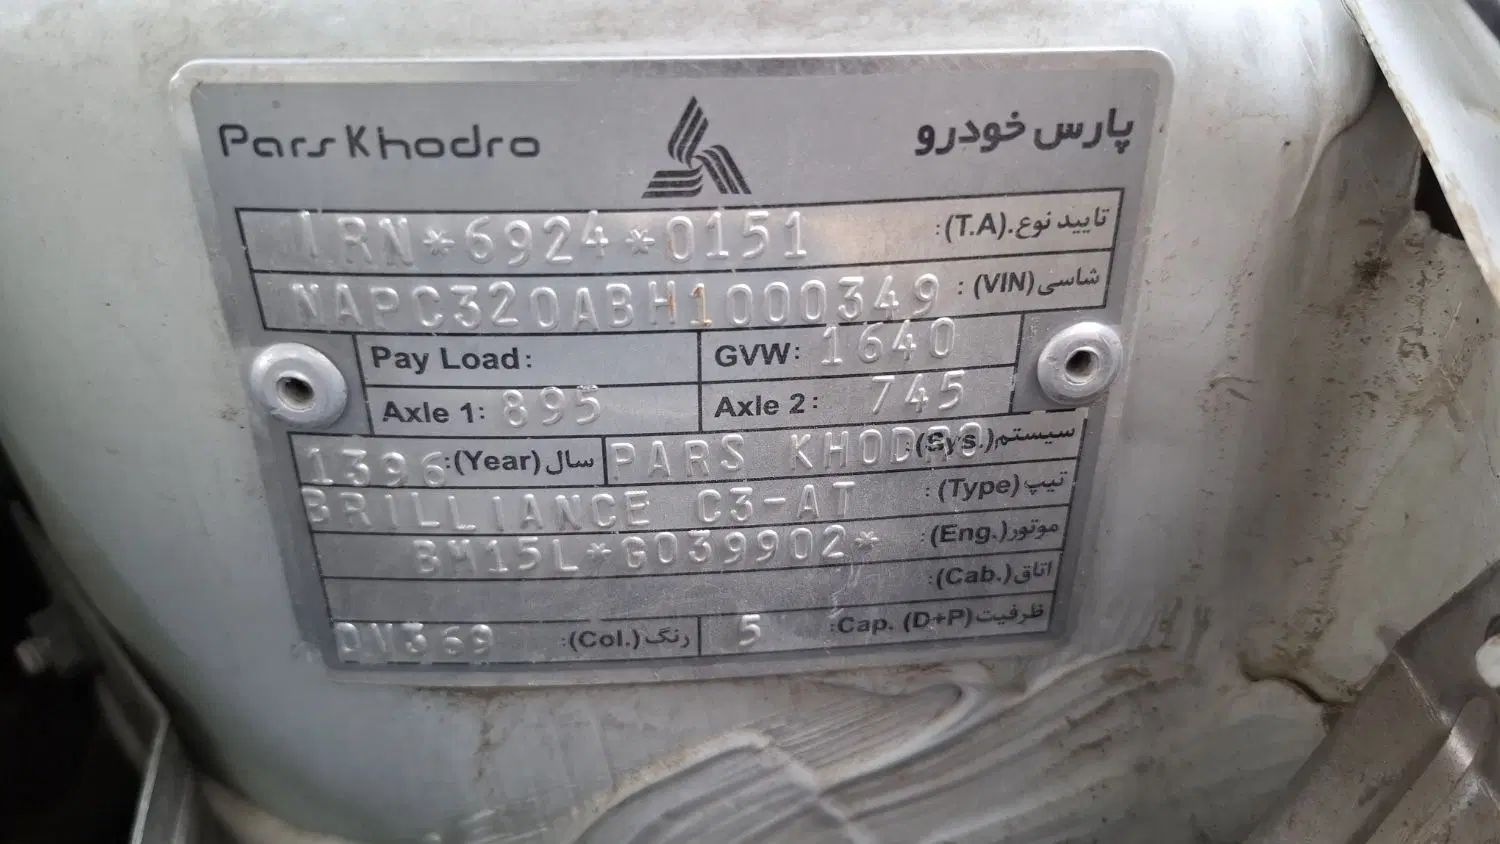 Pars Khodro پارس خودرو
IRN*6924*0151 تایید نوع.(T.A):
NAPC320ABH1000349 شاسی(VIN):
Pay Load: GVW: 1640
Axle 1: 895 Axle 2: 745
1396 سال(Year): PARS KHODRO سیستم(Sys.):
BRILLIANCE C3-AT تیپ(Type):
BM15L*G039902* موتور(Eng.):
اتاق(Cab.):
DN369 رنگ(Col.): 5 ظرفیت(D+P) Cap.: